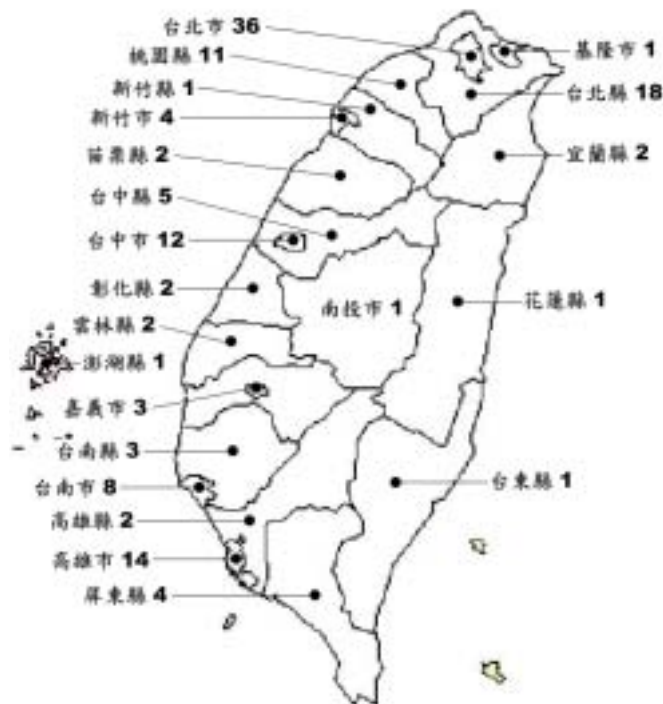 台北市 36
桃園縣 11
基隆市 1
新竹縣 1
台北縣 18
新竹市 4
苗栗縣 2
宜蘭縣 2
台中縣 5
台中市 12
彰化縣 2
南投市 1
花蓮縣 1
雲林縣 2
澎湖縣 1
嘉義市 3
台南縣 3
台南市 8
台東縣 1
高雄縣 2
高雄市 14
屏東縣 4